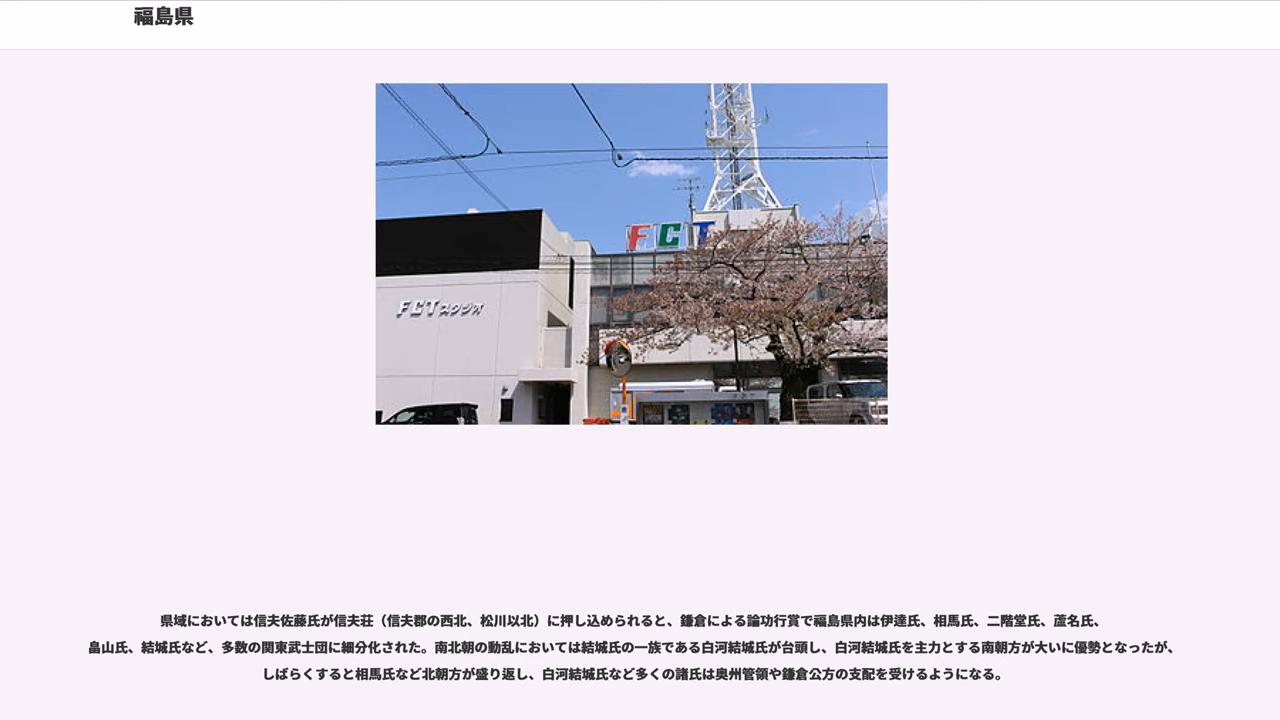 福島県
FCT
FCTスタジオ
県域においては信夫佐藤氏が信夫荘（信夫郡の西北、松川以北）に押し込められると、鎌倉による論功行賞で福島県内は伊達氏、相馬氏、二階堂氏、蘆名氏、
畠山氏、結城氏など、多数の関東武士団に細分化された。南北朝の動乱においては結城氏の一族である白河結城氏が台頭し、白河結城氏を主力とする南朝方が大いに優勢となったが、
しばらくすると相馬氏など北朝方が盛り返し、白河結城氏など多くの諸氏は奥州管領や鎌倉公方の支配を受けるようになる。